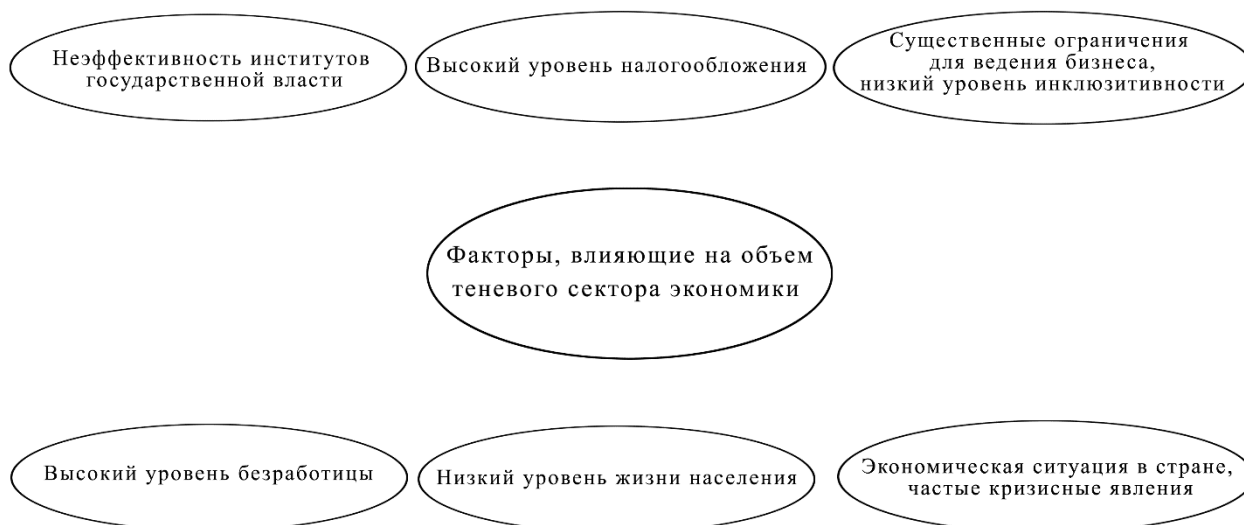 Неэффективность институтов
государственной власти
Высокий уровень налогообложения
Существенные ограничения
для ведения бизнеса,
низкий уровень инклюзитивности
Факторы, влияющие на объем
теневого сектора экономики
Высокий уровень безработицы
Низкий уровень жизни населения
Экономическая ситуация в стране,
частые кризисные явления